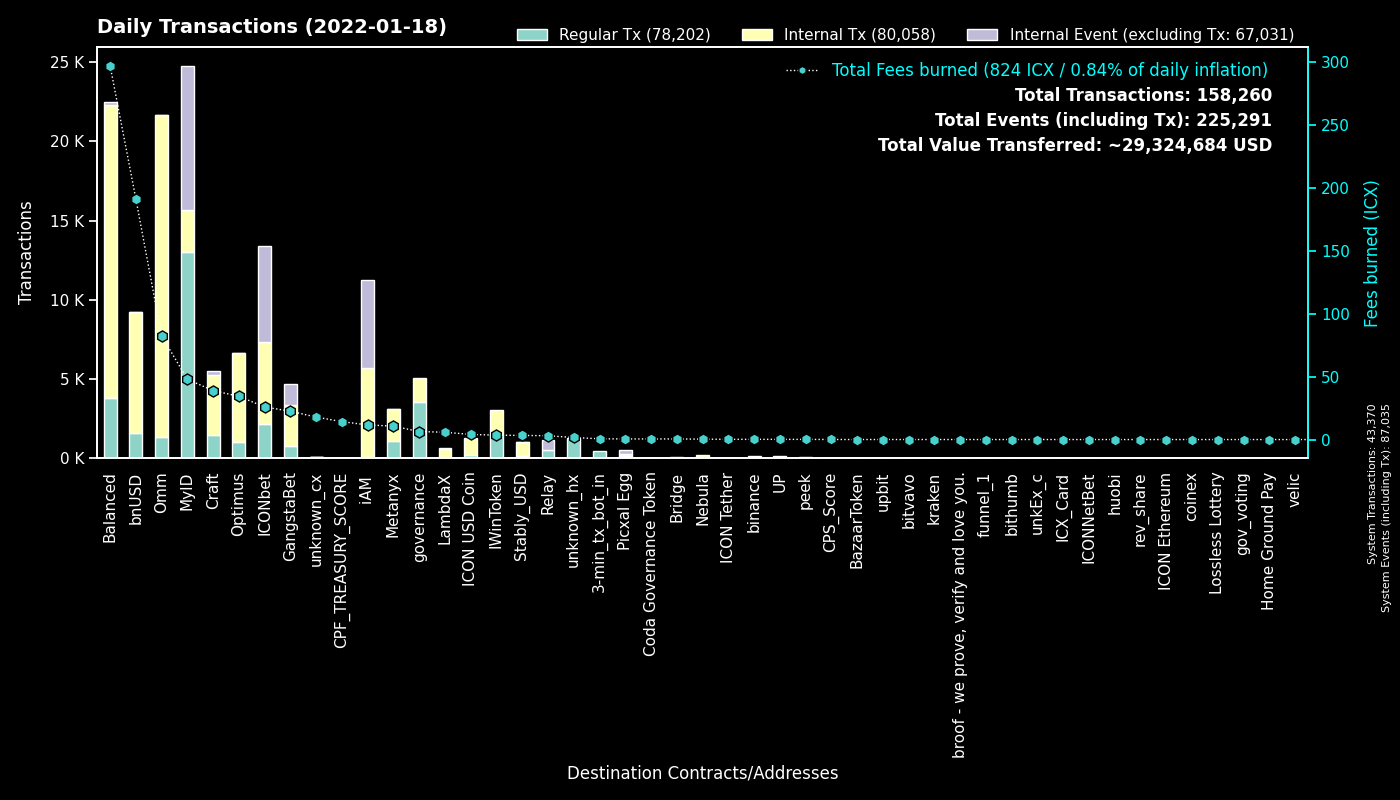 Daily Transactions (2022-01-18)
Regular Tx (78,202)
Internal Tx (80,058)
Internal Event (excluding Tx: 67,031)
Total Fees burned (824 ICX / 0.84% of daily inflation)
Total Transactions: 158,260
Total Events (including Tx): 225,291
Total Value Transferred: ~29,324,684 USD
Transactions
25 K
20 K
15 K
10 K
5 K
0 K
300
250
200
150
100
50
0
Fees burned (ICX)
System Transactions: 43,370
System Events (including Tx): 87,035
Balanced
bnUSD
Omm
MyID
Craft
Optimus
ICONbet
GangstaBet
unknown_cx
CPF_TREASURY_SCORE
iAM
Metanyx
governance
LambdaX
ICON USD Coin
IWinToken
Stably_USD
Relay
unknown_hx
3-min_tx_bot_in
Picxal Egg
Coda Governance Token
Bridge
Nebula
ICON Tether
binance
UP
peek
CPS_Score
BazaarToken
upbit
bitvavo
kraken
broof - we prove, verify and love you.
funnel_1
bithumb
unkEx_c
ICX_Card
ICONNetBet
huobi
rev_share
ICON Ethereum
coinex
Lossless Lottery
gov_voting
Home Ground Pay
velic
Destination Contracts/Addresses